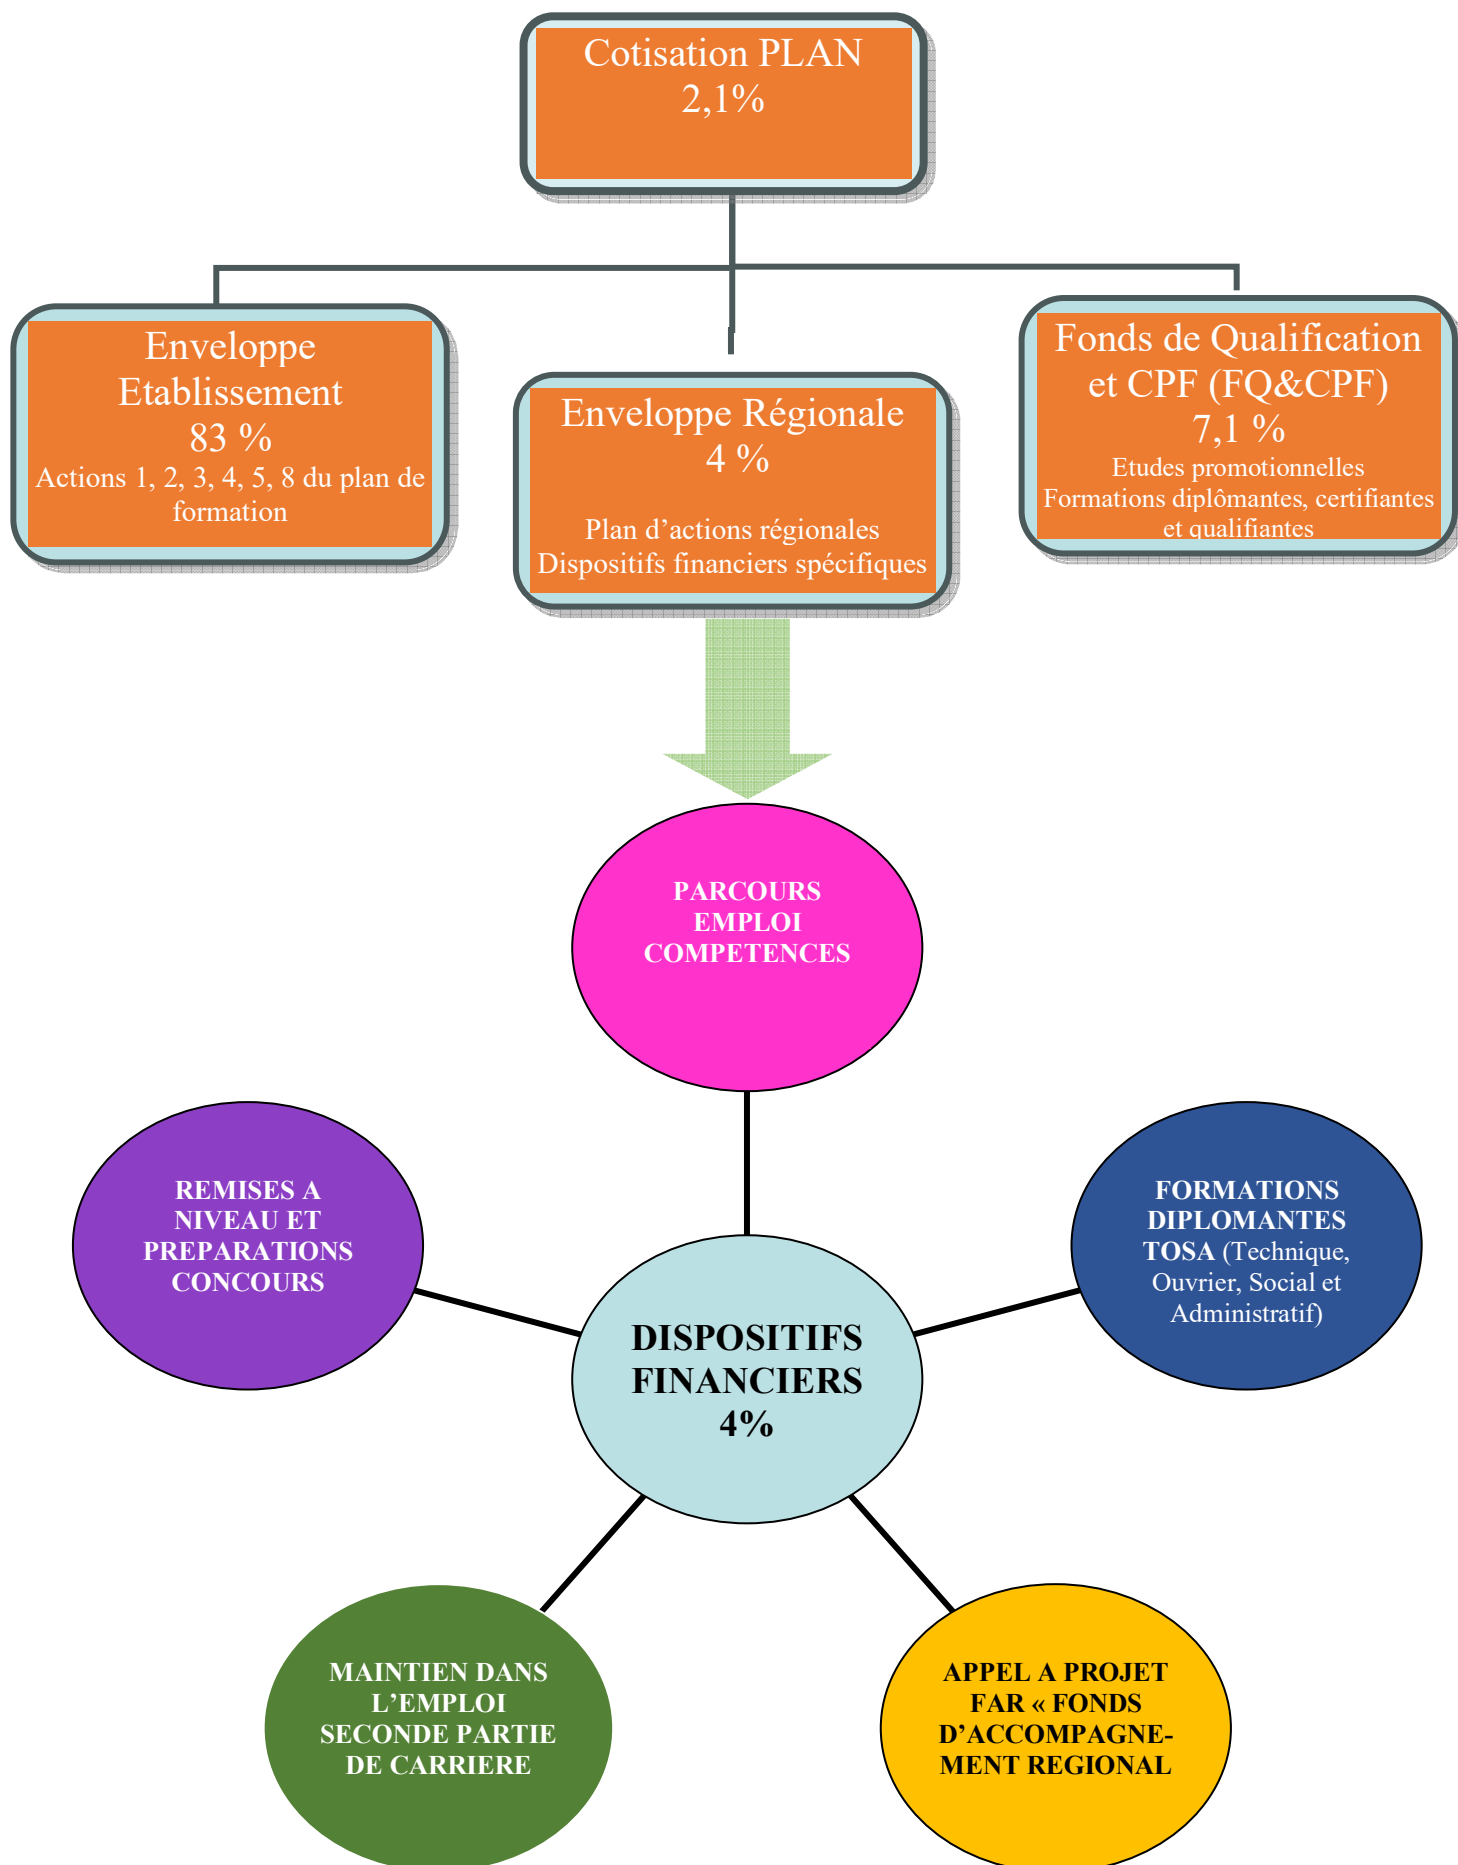 Cotisation PLAN
2,1%
Enveloppe
Etablissement
83 %
Actions 1, 2, 3, 4, 5, 8 du plan de
formation
Enveloppe Régionale
4 %
Plan d’actions régionales
Dispositifs financiers spécifiques
Fonds de Qualification
et CPF (FQ&CPF)
7,1 %
Etudes promotionnelles
Formations diplômantes, certifiantes
et qualifiantes
PARCOURS
EMPLOI
COMPETENCES
REMISES A
NIVEAU ET
PREPARATIONS
CONCOURS
FORMATIONS
DIPLOMANTES
TOSA (Technique,
Ouvrier, Social et
Administratif)
DISPOSITIFS
FINANCIERS
4%
MAINTIEN DANS
L’EMPLOI
SECONDE PARTIE
DE CARRIERE
APPEL A PROJET
FAR « FONDS
D’ACCOMPAGNE-
MENT REGIONAL